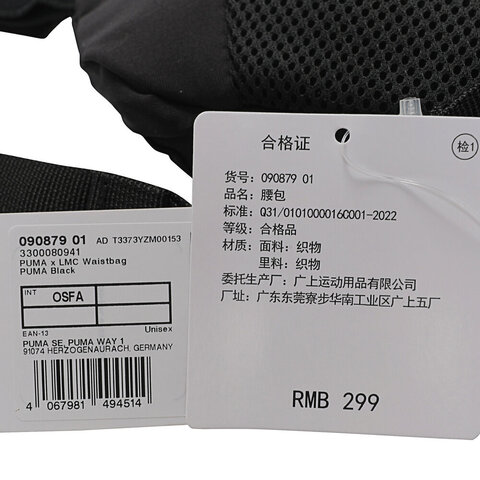 合格证
检1
货号: 090879 01
品名: 腰包
标准: Q31/0101000016C001-2022
等级: 合格品
材质: 面料: 织物
里料: 织物
委托生产厂: 广上运动用品有限公司
厂址: 广东东莞寮步华南工业区广上五厂
RMB 299
090879 01 AD T3373YZM00153
3300080941
PUMA x LMC Waistbag
PUMA Black
INT OSFA
EAN-13 Unisex
PUMA SE, PUMA WAY 1
91074 HERZOGENAURACH, GERMANY
4 067981 494514